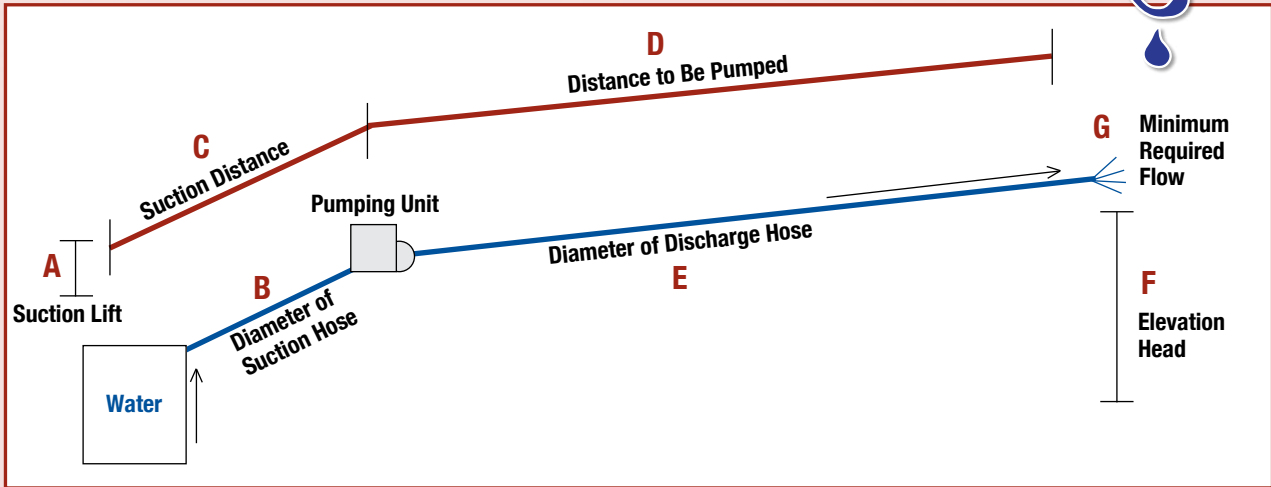 D
Distance to Be Pumped
C
Suction Distance
G
Minimum
Required
Flow
Pumping Unit
A
Suction Lift
B
Diameter of
Suction Hose
Diameter of Discharge Hose
E
F
Elevation
Head
Water